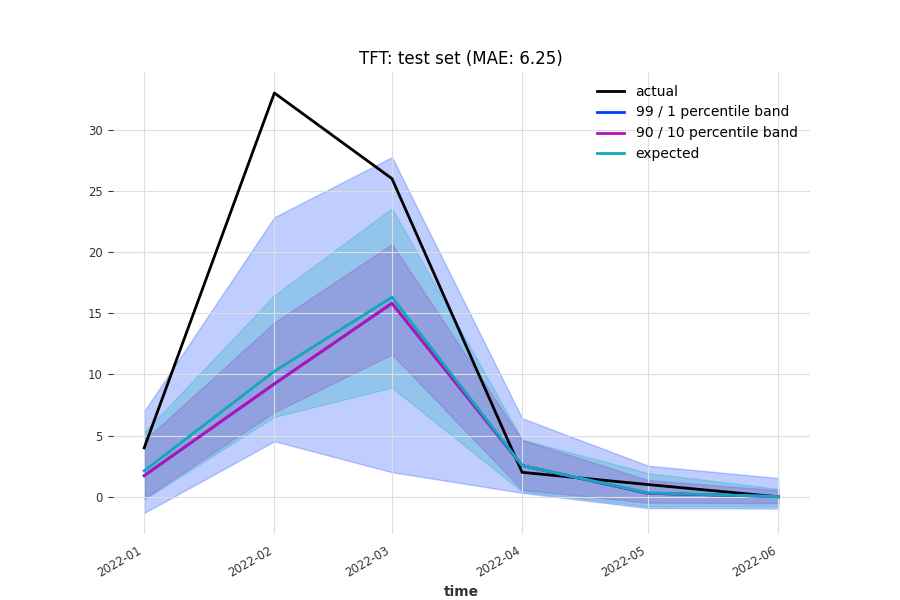 TFT: test set (MAE: 6.25)
actual
99 / 1 percentile band
90 / 10 percentile band
expected
30
25
20
15
10
5
0
2022-01
2022-02
2022-03
2022-04
2022-05
2022-06
time